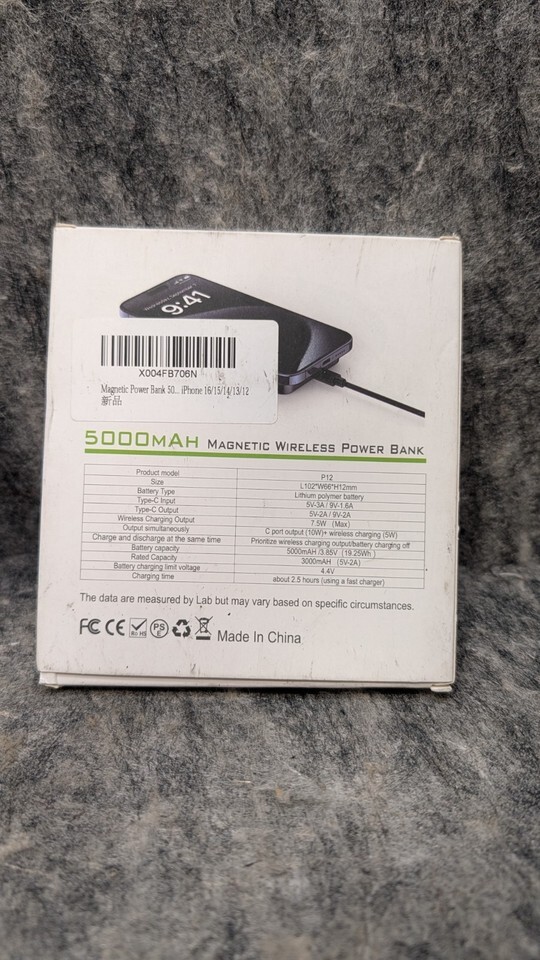 9:41
X004FB706N
Magnetic Power Bank 50... iPhone 16/15/14/13/12
新品
5000MAH MAGNETIC WIRELESS POWER BANK
Product model P12
Size L102*W66*H12mm
Battery Type Lithium polymer battery
Type-C Input 5V-3A / 9V-1.6A
Type-C Output 5V-2A / 9V-2A
Wireless Charging Output 7.5W (Max)
Output simultaneously C port output (10W)+ wireless charging (5W)
Charge and discharge at the same time Prioritize wireless charging output/battery charging off
Battery capacity 5000mAH /3.85V (19.25Wh)
Rated Capacity 3000mAH (5V-2A)
Battery charging limit voltage 4.4V
Charging time about 2.5 hours (using a fast charger)
The data are measured by Lab but may vary based on specific circumstances.
FC CE RoHS PS E Made In China